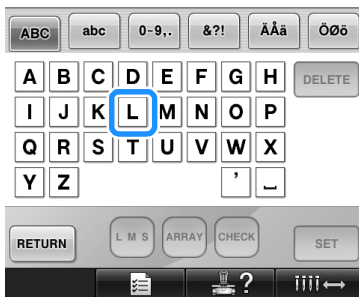 ABC abc 0~9,. &?! ÄÅä ÖØö
A B C D E F G H DELETE
I J K L M N O P
Q R S T U V W X
Y Z ’ ⎵
RETURN L M S ARRAY CHECK SET
?